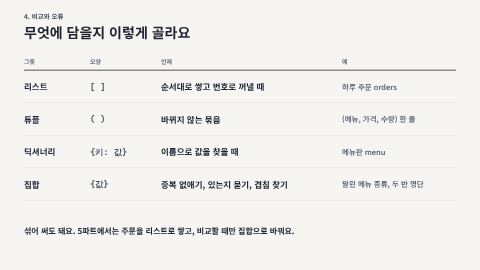 4. 비교와 오류
무엇에 담을지 이렇게 골라요
그릇 모양 언제 예
리스트 [ ] 순서대로 쌓고 번호로 꺼낼 때 하루 주문 orders
튜플 ( ) 바뀌지 않는 묶음 (메뉴, 가격, 수량) 한 줄
딕셔너리 {키: 값} 이름으로 값을 찾을 때 메뉴판 menu
집합 {값} 중복 없애기, 있는지 묻기, 겹침 찾기 팔린 메뉴 종류, 두 반 명단
섞어 써도 돼요. 5파트에서는 주문을 리스트로 쌓고, 비교할 때만 집합으로 바꿔요.